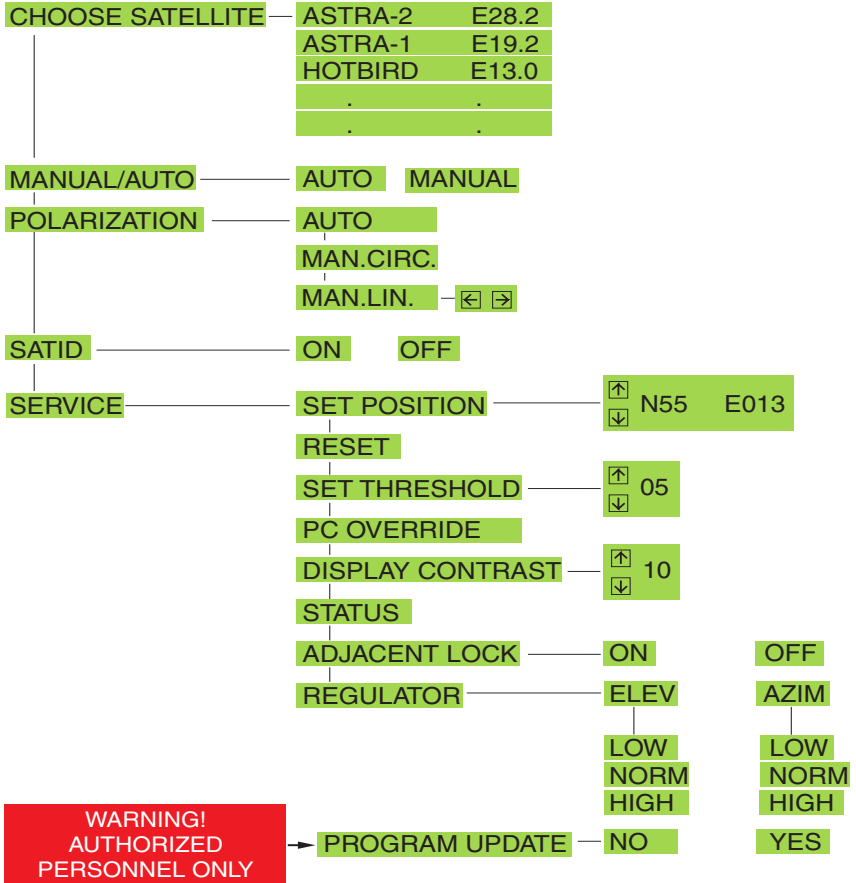 CHOOSE SATELLITE
ASTRA-2 E28.2
ASTRA-1 E19.2
HOTBIRD E13.0
. .
. .
MANUAL/AUTO AUTO MANUAL
POLARIZATION AUTO
MAN.CIRC.
MAN.LIN. ← →
SATID ON OFF
SERVICE SET POSITION ↑ ↓ N55 E013
RESET
SET THRESHOLD ↑ ↓ 05
PC OVERRIDE
DISPLAY CONTRAST ↑ ↓ 10
STATUS
ADJACENT LOCK ON OFF
REGULATOR ELEV AZIM
LOW LOW
NORM NORM
HIGH HIGH
WARNING!
AUTHORIZED
PERSONNEL ONLY
PROGRAM UPDATE NO YES